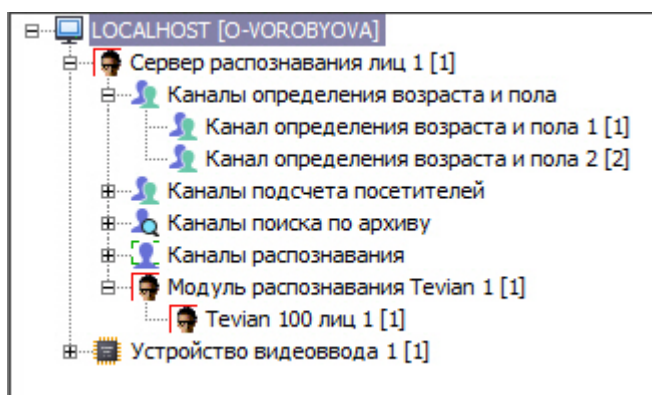 LOCALHOST [O-VOROBYOVA]
Сервер распознавания лиц 1 [1]
Каналы определения возраста и пола
Канал определения возраста и пола 1 [1]
Канал определения возраста и пола 2 [2]
Каналы подсчета посетителей
Каналы поиска по архиву
Каналы распознавания
Модуль распознавания Tevian 1 [1]
Tevian 100 лиц 1 [1]
Устройство видеоввода 1 [1]